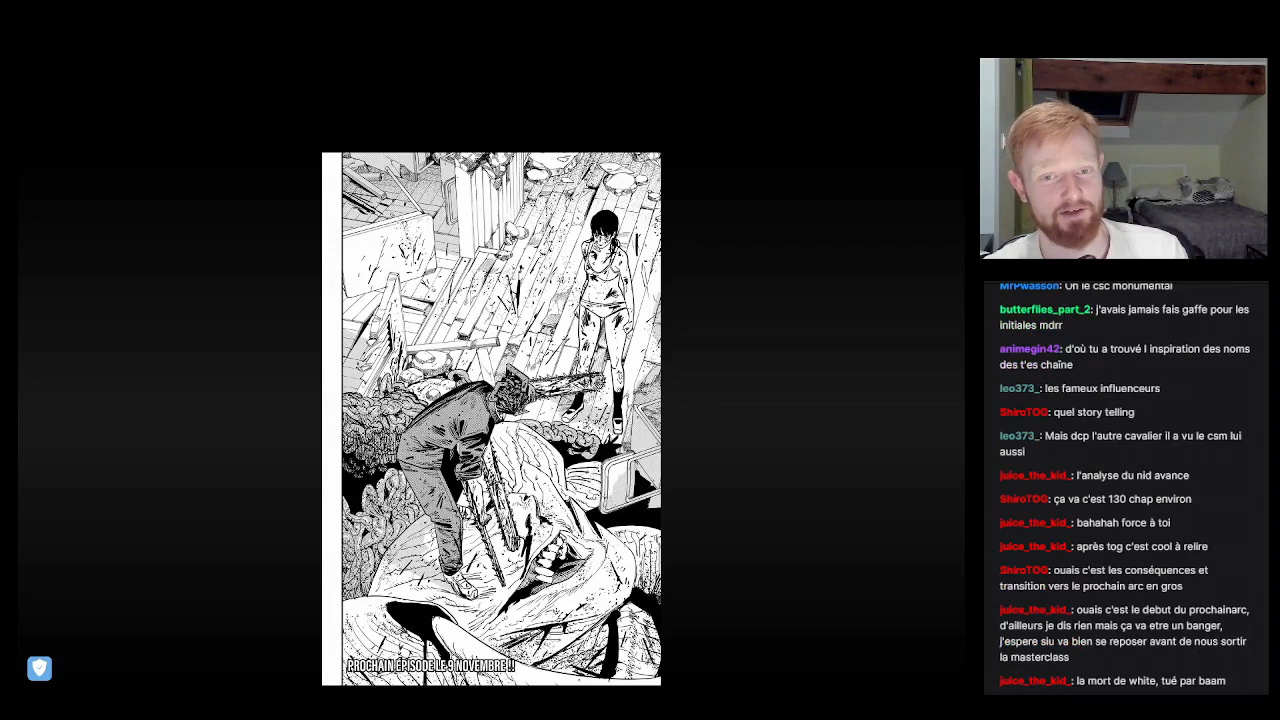 MrPwasson: On le csc monumental
butterflies_part_2: j'avais jamais fais gaffe pour les
initiales mdrr
animegin42: d'où tu a trouvé l inspiration des noms
des t'es chaîne
leo373_: les fameux influenceurs
ShiroTOG: quel story telling
leo373_: Mais dcp l'autre cavalier il a vu le csm lui
aussi
juice_the_kid_: l'analyse du nid avance
ShiroTOG: ça va c'est 130 chap environ
juice_the_kid_: bahahah force à toi
juice_the_kid_: après tog c'est cool à relire
ShiroTOG: ouais c'est les conséquences et
transition vers le prochain arc en gros
juice_the_kid_: ouais c'est le debut du prochainarc,
d'ailleurs je dis rien mais ça va etre un banger,
j'espere siu va bien se reposer avant de nous sortir
la masterclass
juice_the_kid_: la mort de white, tué par baam
PROCHAIN ÉPISODE LE 9 NOVEMBRE !!